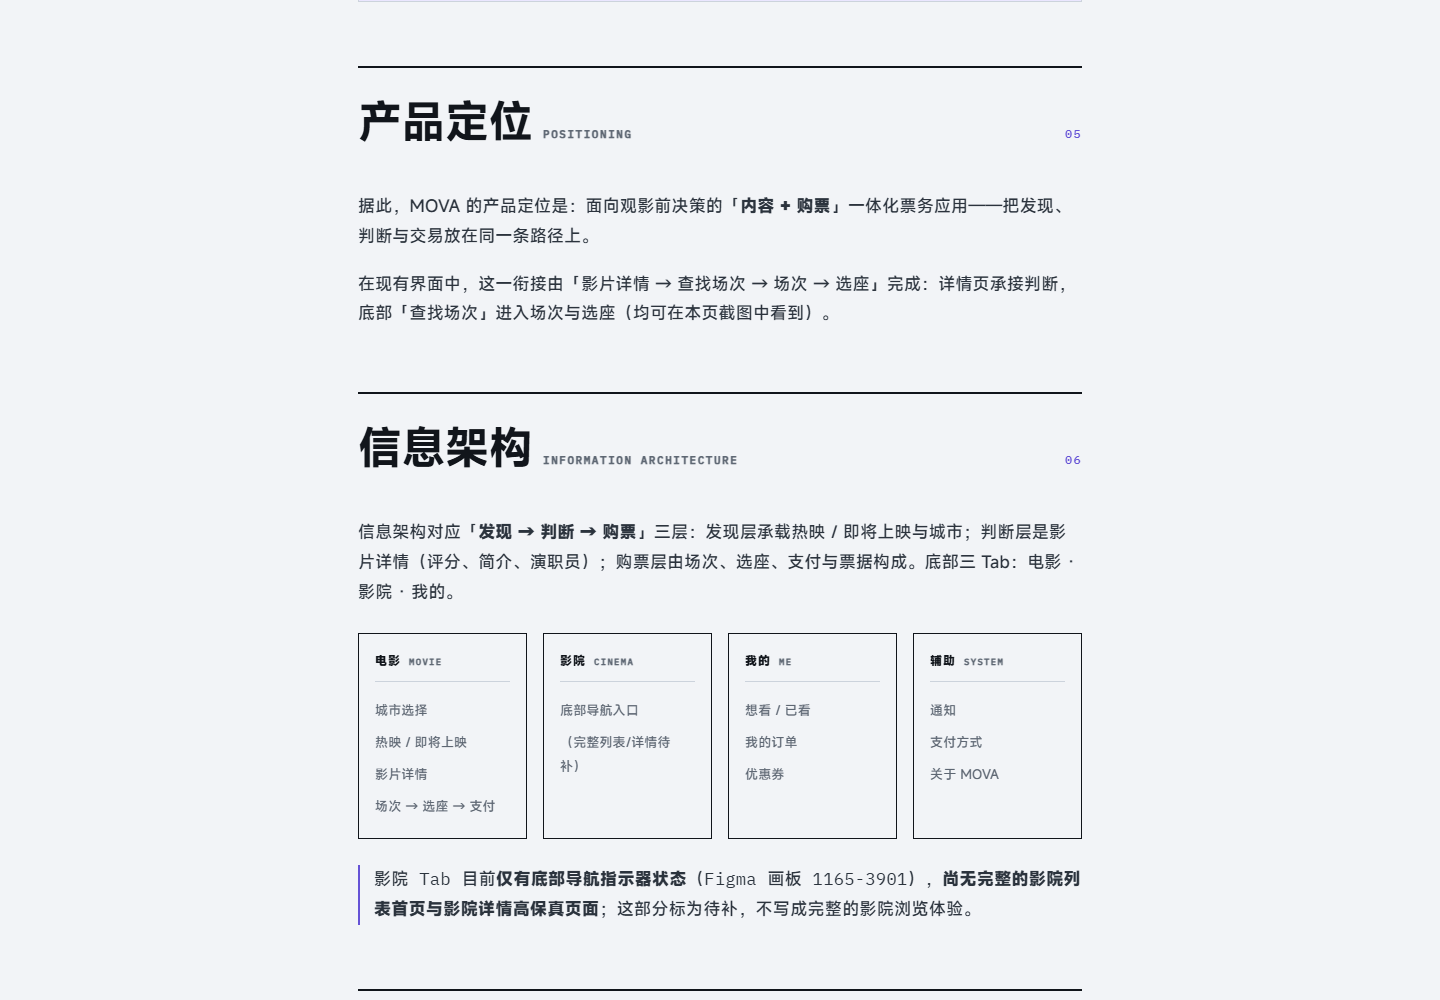 产品定位 POSITIONING 05
据此，MOVA 的产品定位是：面向观影前决策的「内容 + 购票」一体化票务应用——把发现、
判断与交易放在同一条路径上。
在现有界面中，这一衔接由「影片详情 → 查找场次 → 场次 → 选座」完成：详情页承接判断，
底部「查找场次」进入场次与选座（均可在本页截图中看到）。
信息架构 INFORMATION ARCHITECTURE 06
信息架构对应「发现 → 判断 → 购票」三层：发现层承载热映 / 即将上映与城市；判断层是影
片详情（评分、简介、演职员）；购票层由场次、选座、支付与票据构成。底部三 Tab：电影 ·
影院 · 我的。
电影 MOVIE
城市选择
热映 / 即将上映
影片详情
场次 → 选座 → 支付
影院 CINEMA
底部导航入口
（完整列表/详情待
补）
我的 ME
想看 / 已看
我的订单
优惠券
辅助 SYSTEM
通知
支付方式
关于 MOVA
影院 Tab 目前仅有底部导航指示器状态（Figma 画板 1165-3901），尚无完整的影院列
表首页与影院详情高保真页面；这部分标为待补，不写成完整的影院浏览体验。